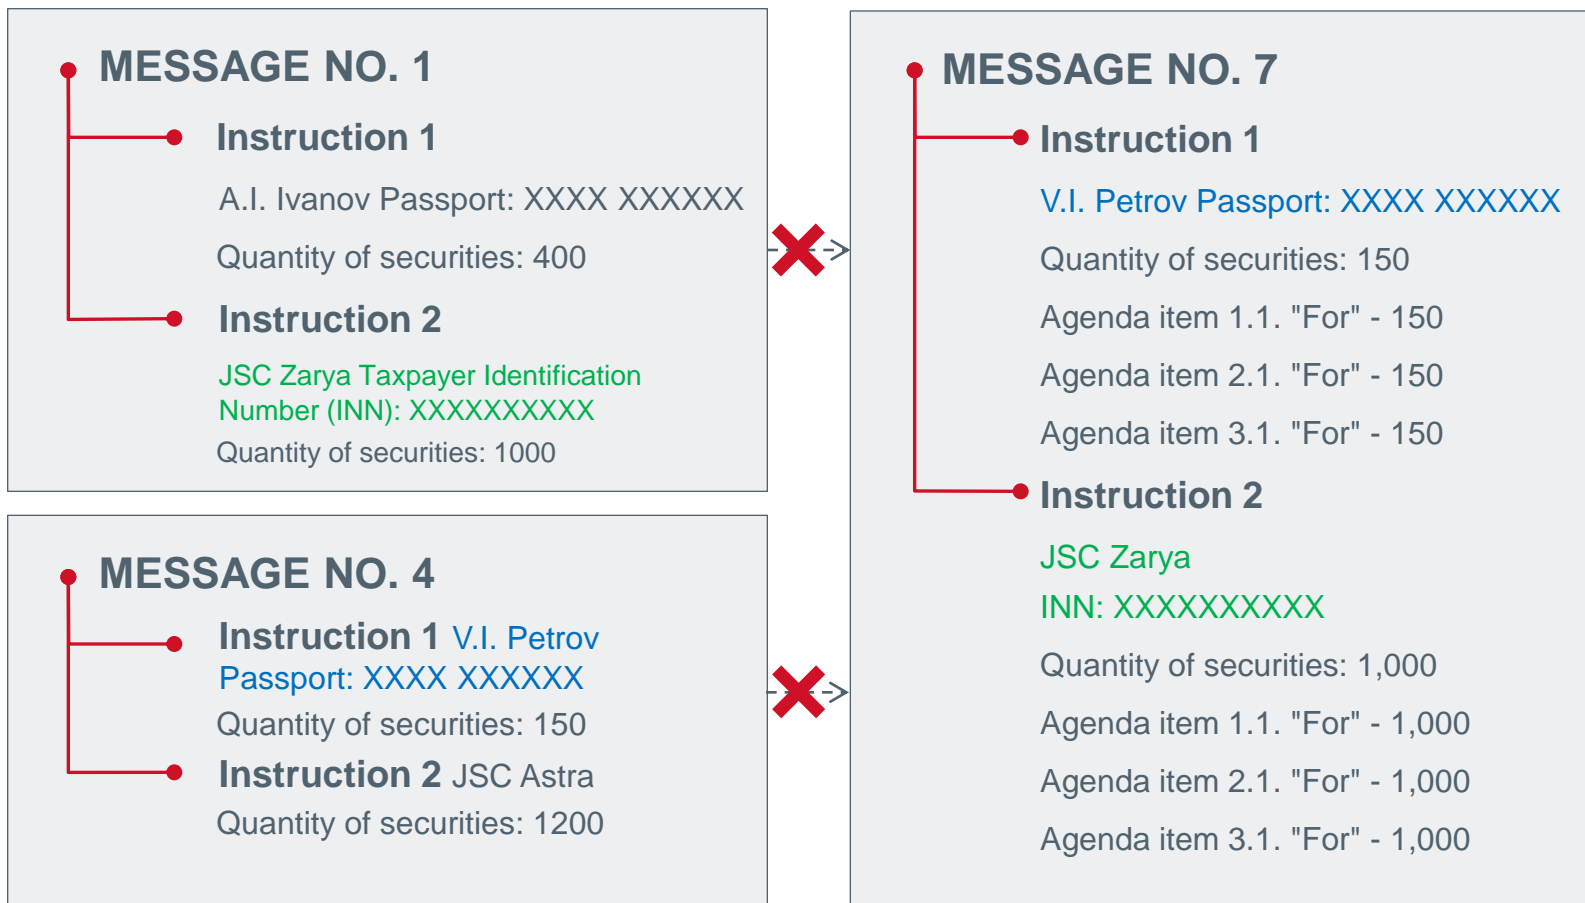 MESSAGE NO. 1
Instruction 1
A.I. Ivanov Passport: XXXX XXXXXX
Quantity of securities: 400
Instruction 2
JSC Zarya Taxpayer Identification
Number (INN): XXXXXXXXXX
Quantity of securities: 1000
MESSAGE NO. 4
Instruction 1 V.I. Petrov
Passport: XXXX XXXXXX
Quantity of securities: 150
Instruction 2 JSC Astra
Quantity of securities: 1200
MESSAGE NO. 7
Instruction 1
V.I. Petrov Passport: XXXX XXXXXX
Quantity of securities: 150
Agenda item 1.1. "For" - 150
Agenda item 2.1. "For" - 150
Agenda item 3.1. "For" - 150
Instruction 2
JSC Zarya
INN: XXXXXXXXXX
Quantity of securities: 1,000
Agenda item 1.1. "For" - 1,000
Agenda item 2.1. "For" - 1,000
Agenda item 3.1. "For" - 1,000